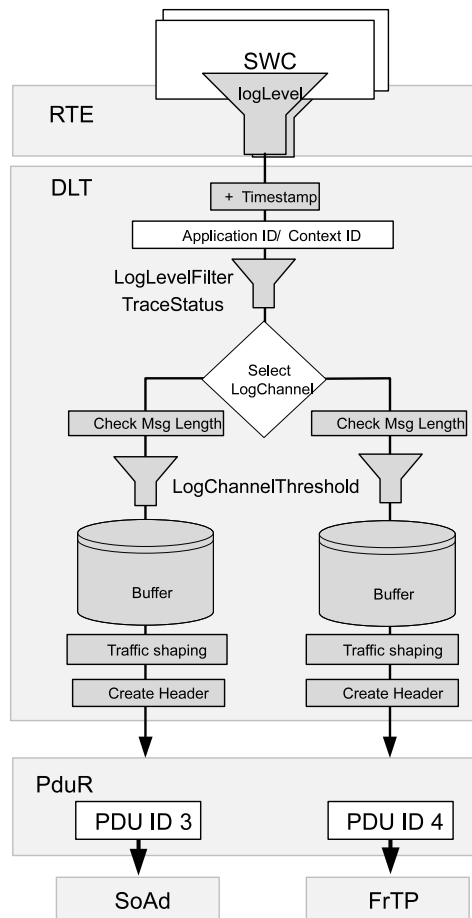 SWC
logLevel
RTE
DLT
+ Timestamp
Application ID/ Context ID
LogLevelFilter
TraceStatus
Select
LogChannel
Check Msg Length
Check Msg Length
LogChannelThreshold
Buffer
Buffer
Traffic shaping
Traffic shaping
Create Header
Create Header
PduR
PDU ID 3
PDU ID 4
SoAd
FrTP